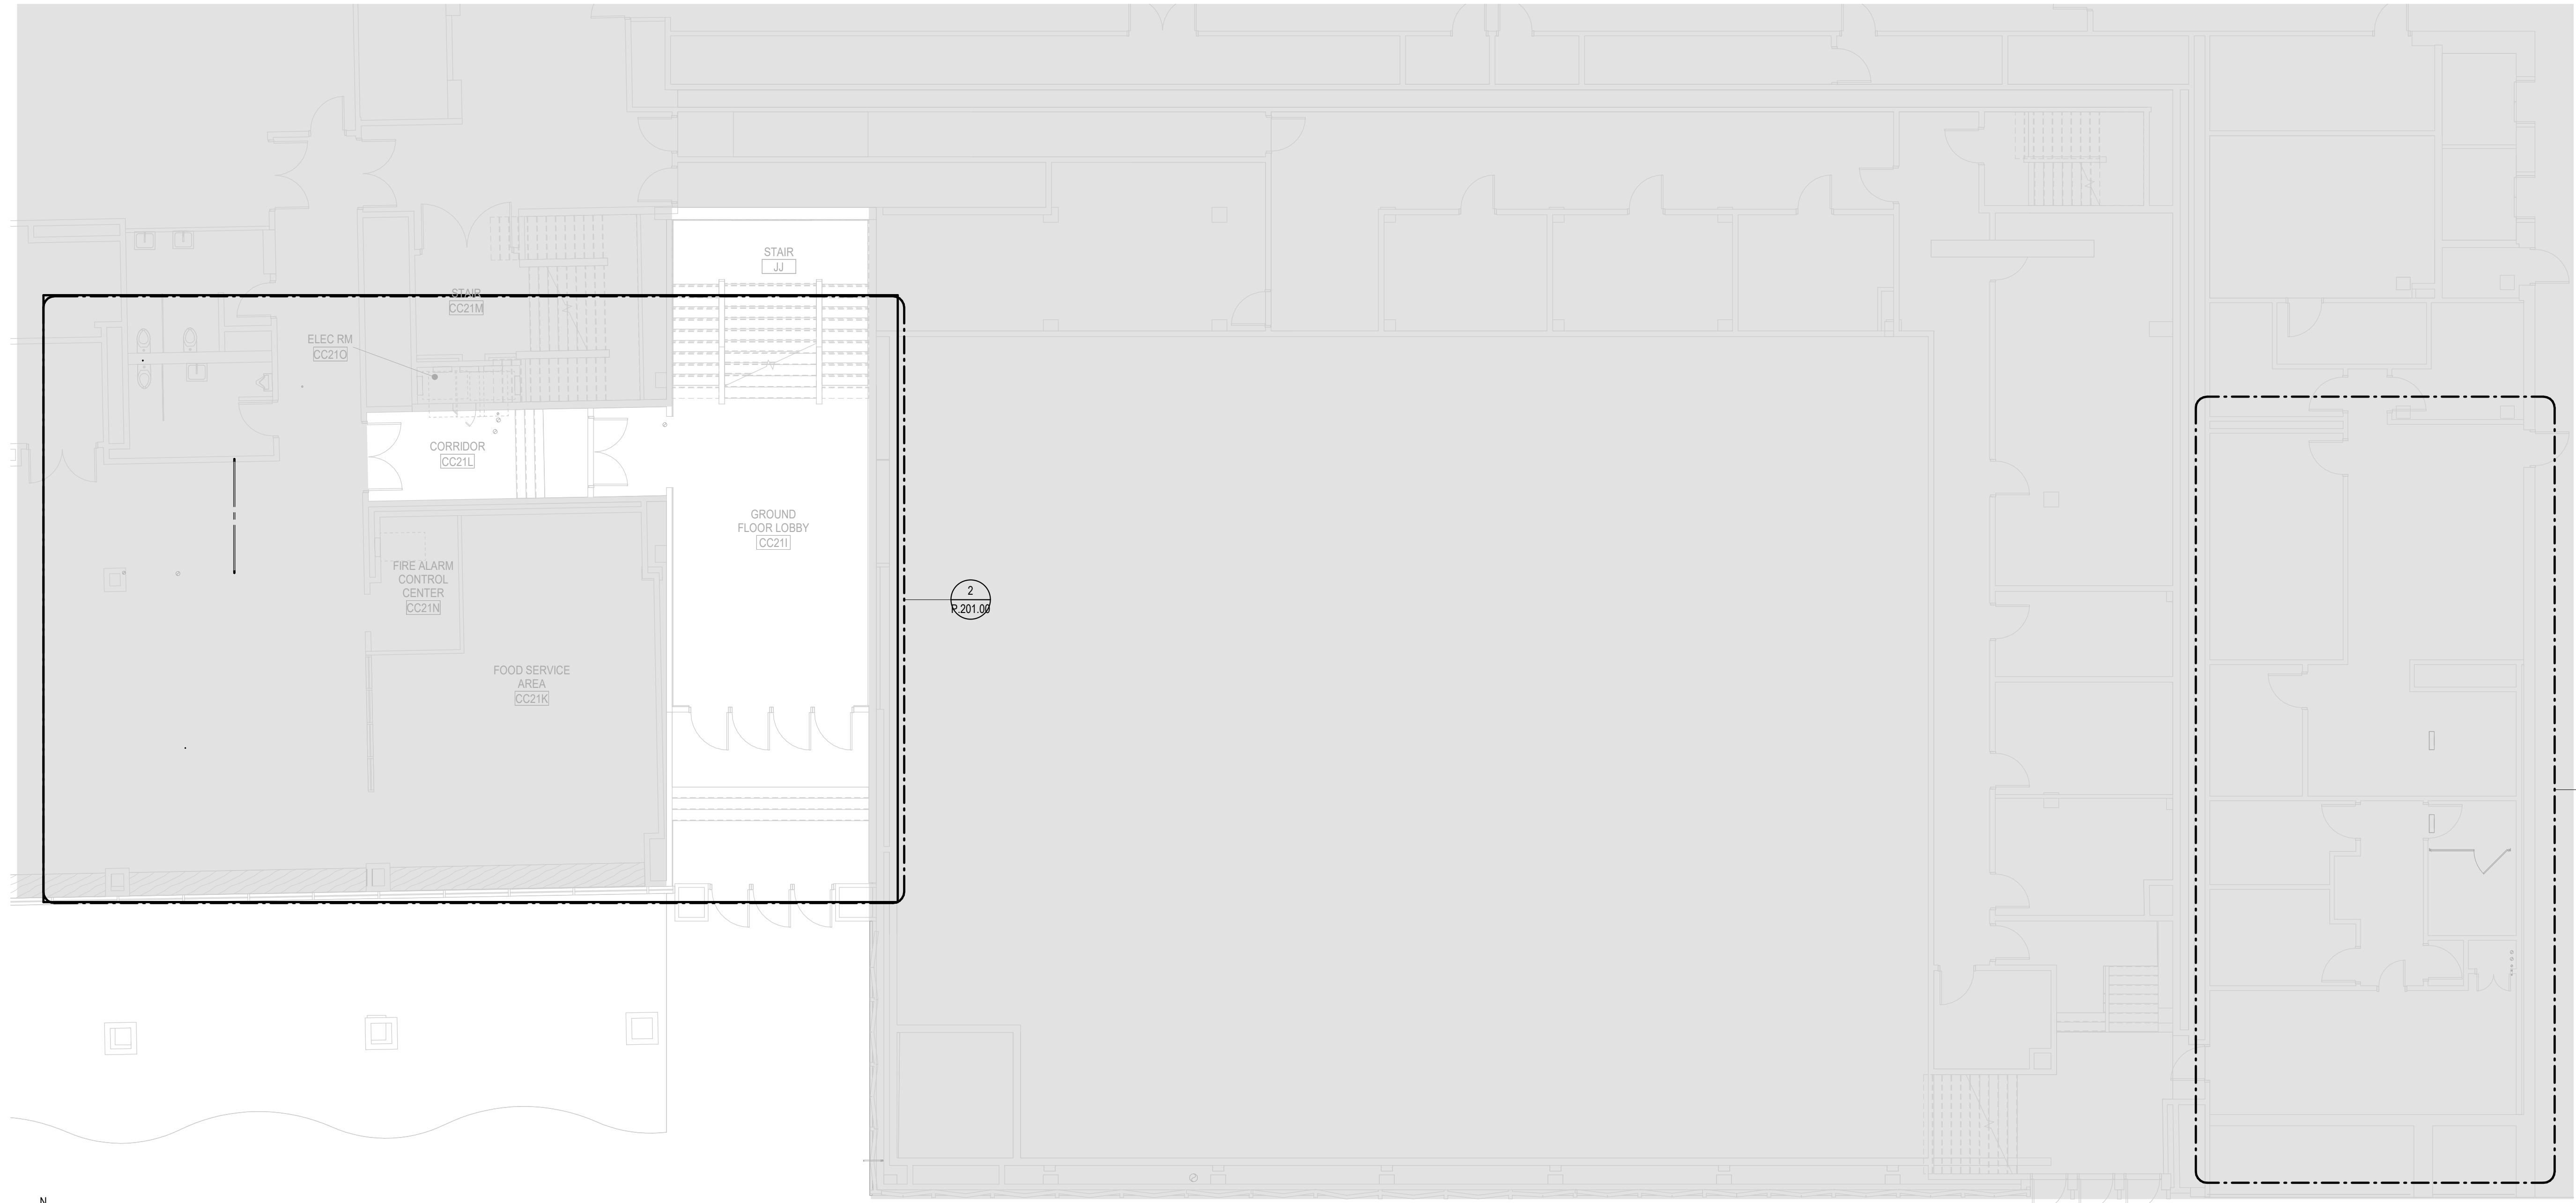 STAIR
JJ
STAIR
CC21M
ELEC RM
CC21O
CORRIDOR
CC21L
GROUND
FLOOR LOBBY
CC21I
FIRE ALARM
CONTROL
CENTER
CC21N
2
P.201.00
FOOD SERVICE
AREA
CC21K
N